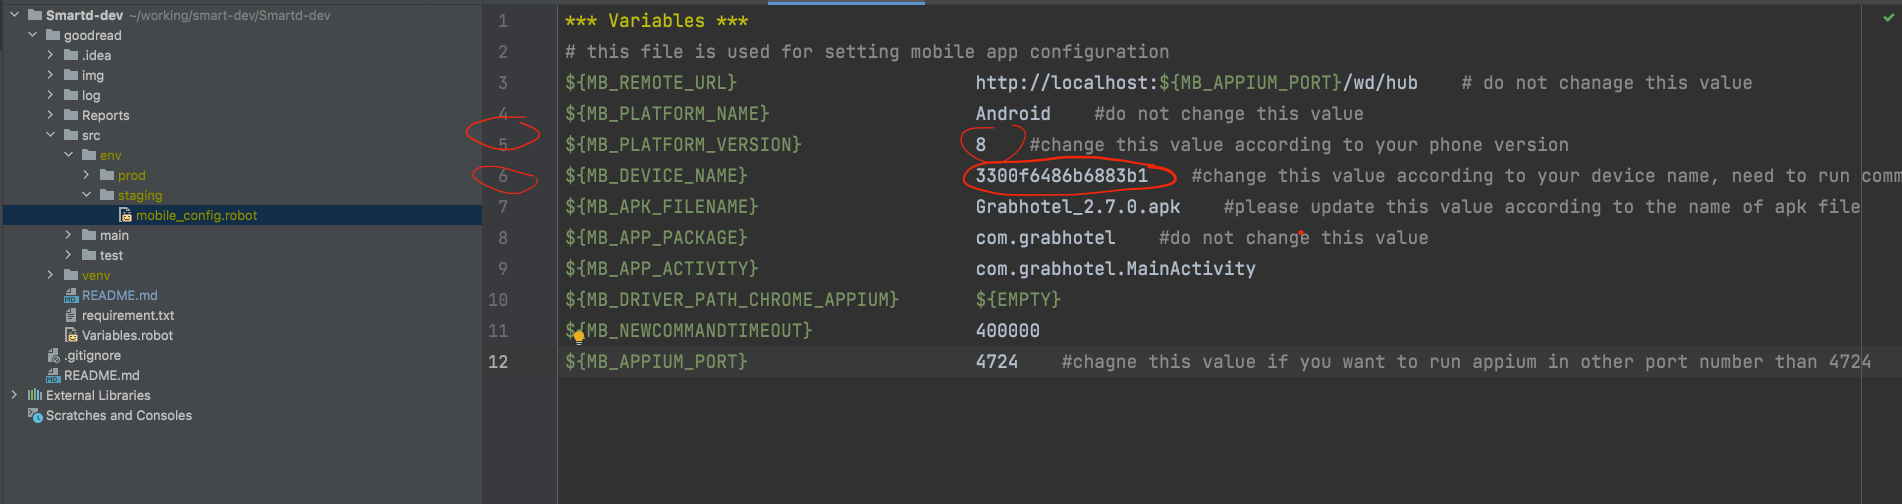 Smartd-dev ~/working/smart-dev/Smartd-dev
goodread
.idea
img
log
Reports
src
env
prod
staging
mobile_config.robot
main
test
venv
README.md
requirement.txt
Variables.robot
.gitignore
README.md
External Libraries
Scratches and Consoles
1 *** Variables ***
2 # this file is used for setting mobile app configuration
3 ${MB_REMOTE_URL} http://localhost:${MB_APPIUM_PORT}/wd/hub # do not chanage this value
4 ${MB_PLATFORM_NAME} Android #do not change this value
5 ${MB_PLATFORM_VERSION} 8 #change this value according to your phone version
6 ${MB_DEVICE_NAME} 3300f6486b6883b1 #change this value according to your device name, need to run comm
7 ${MB_APK_FILENAME} Grabhotel_2.7.0.apk #please update this value according to the name of apk file
8 ${MB_APP_PACKAGE} com.grabhotel #do not change this value
9 ${MB_APP_ACTIVITY} com.grabhotel.MainActivity
10 ${MB_DRIVER_PATH_CHROME_APPIUM} ${EMPTY}
11 ${MB_NEWCOMMANDTIMEOUT} 400000
12 ${MB_APPIUM_PORT} 4724 #chagne this value if you want to run appium in other port number than 4724